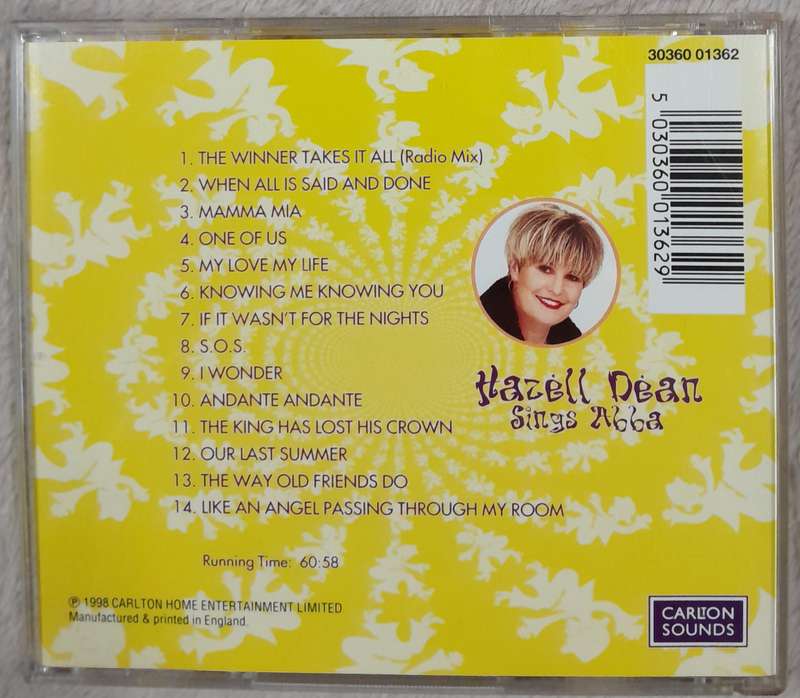 30360 01362
5 030360 013629
1. THE WINNER TAKES IT ALL (Radio Mix)
2. WHEN ALL IS SAID AND DONE
3. MAMMA MIA
4. ONE OF US
5. MY LOVE MY LIFE
6. KNOWING ME KNOWING YOU
7. IF IT WASN'T FOR THE NIGHTS
8. S.O.S.
9. I WONDER
10. ANDANTE ANDANTE
11. THE KING HAS LOST HIS CROWN
12. OUR LAST SUMMER
13. THE WAY OLD FRIENDS DO
14. LIKE AN ANGEL PASSING THROUGH MY ROOM
Hazell Dean
Sings Abba
Running Time: 60:58
℗ 1998 CARLTON HOME ENTERTAINMENT LIMITED
Manufactured & printed in England.
CARLTON
SOUNDS